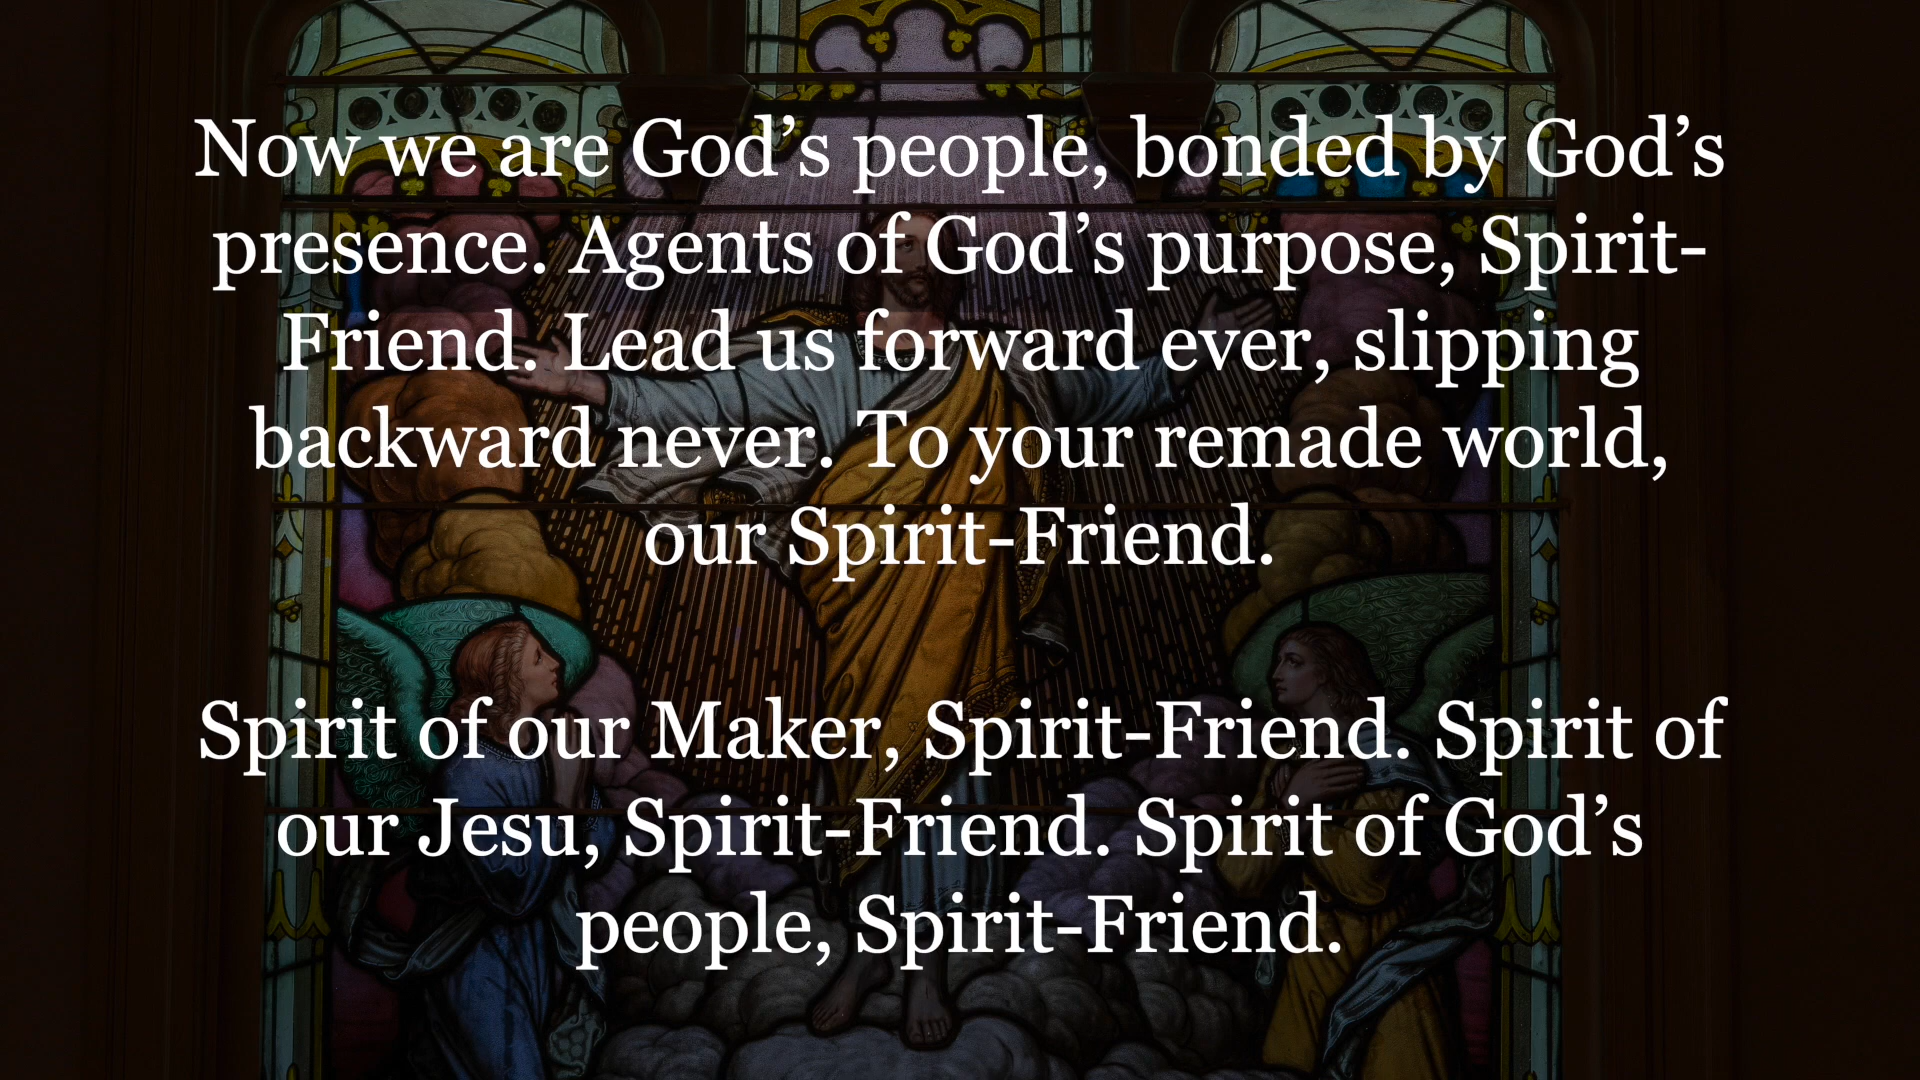 Now we are God’s people, bonded by God’s
presence. Agents of God’s purpose, Spirit-
Friend. Lead us forward ever, slipping
backward never. To your remade world,
our Spirit-Friend.
Spirit of our Maker, Spirit-Friend. Spirit of
our Jesu, Spirit-Friend. Spirit of God’s
people, Spirit-Friend.